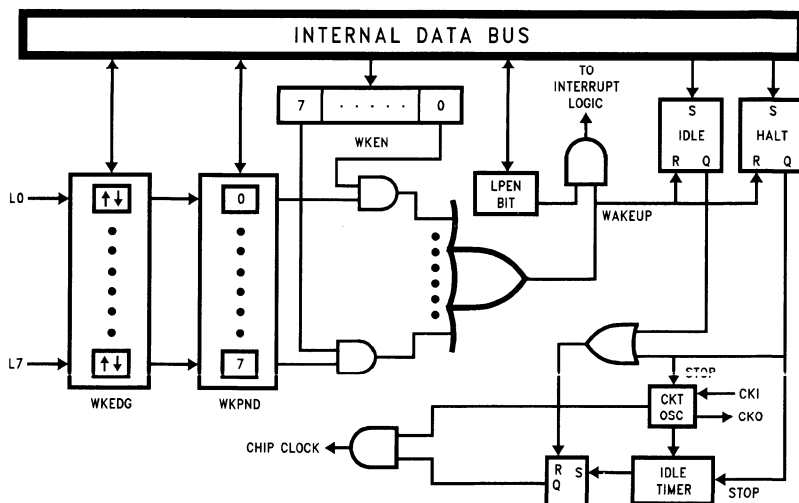 INTERNAL DATA BUS
TO
INTERRUPT
LOGIC
7 ..... 0
WKEN
S
IDLE
R Q
S
HALT
R Q
LPEN
BIT
WAKEUP
L0
↑↓
0
L7
↑↓
7
WKEDG
WKPND
STOP
CKT
OSC
CKI
CKO
CHIP CLOCK
R S
Q
IDLE
TIMER
STOP